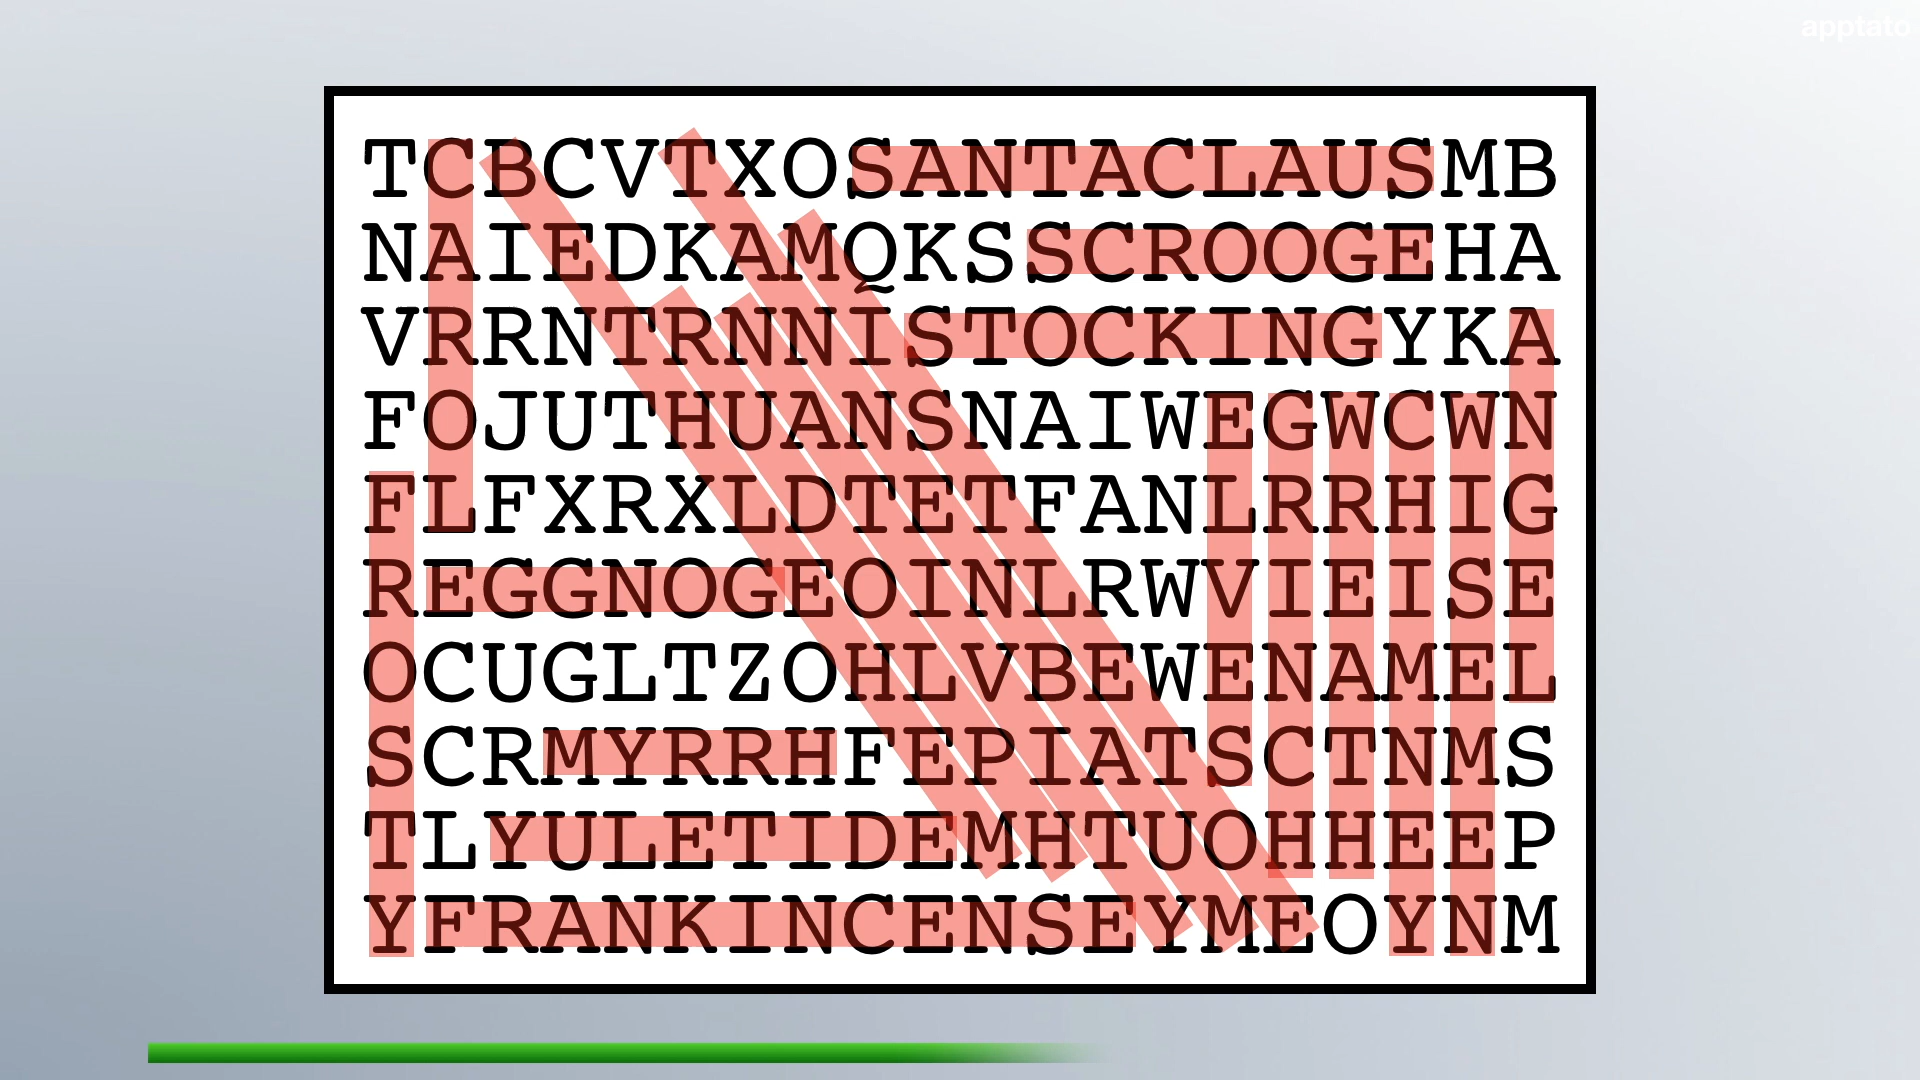 apptato
TCBCVTXOSANTACLAUSMB
NAIEDKAMQKSSCROOGEHA
VRRNTRNNISTOCKINGYKA
FOJUTHUANSNAIWEGWCWN
FLFXRXLDTETFANLRRHIG
REGGNOGEOINLRWVIEISE
OCUGLTZOHLVBEWENAMEL
SCRMYRRHFEPIATSCTNMS
TLYULETIDEMHTUOHHEEP
YFRANKINCENSEYMEOYNM